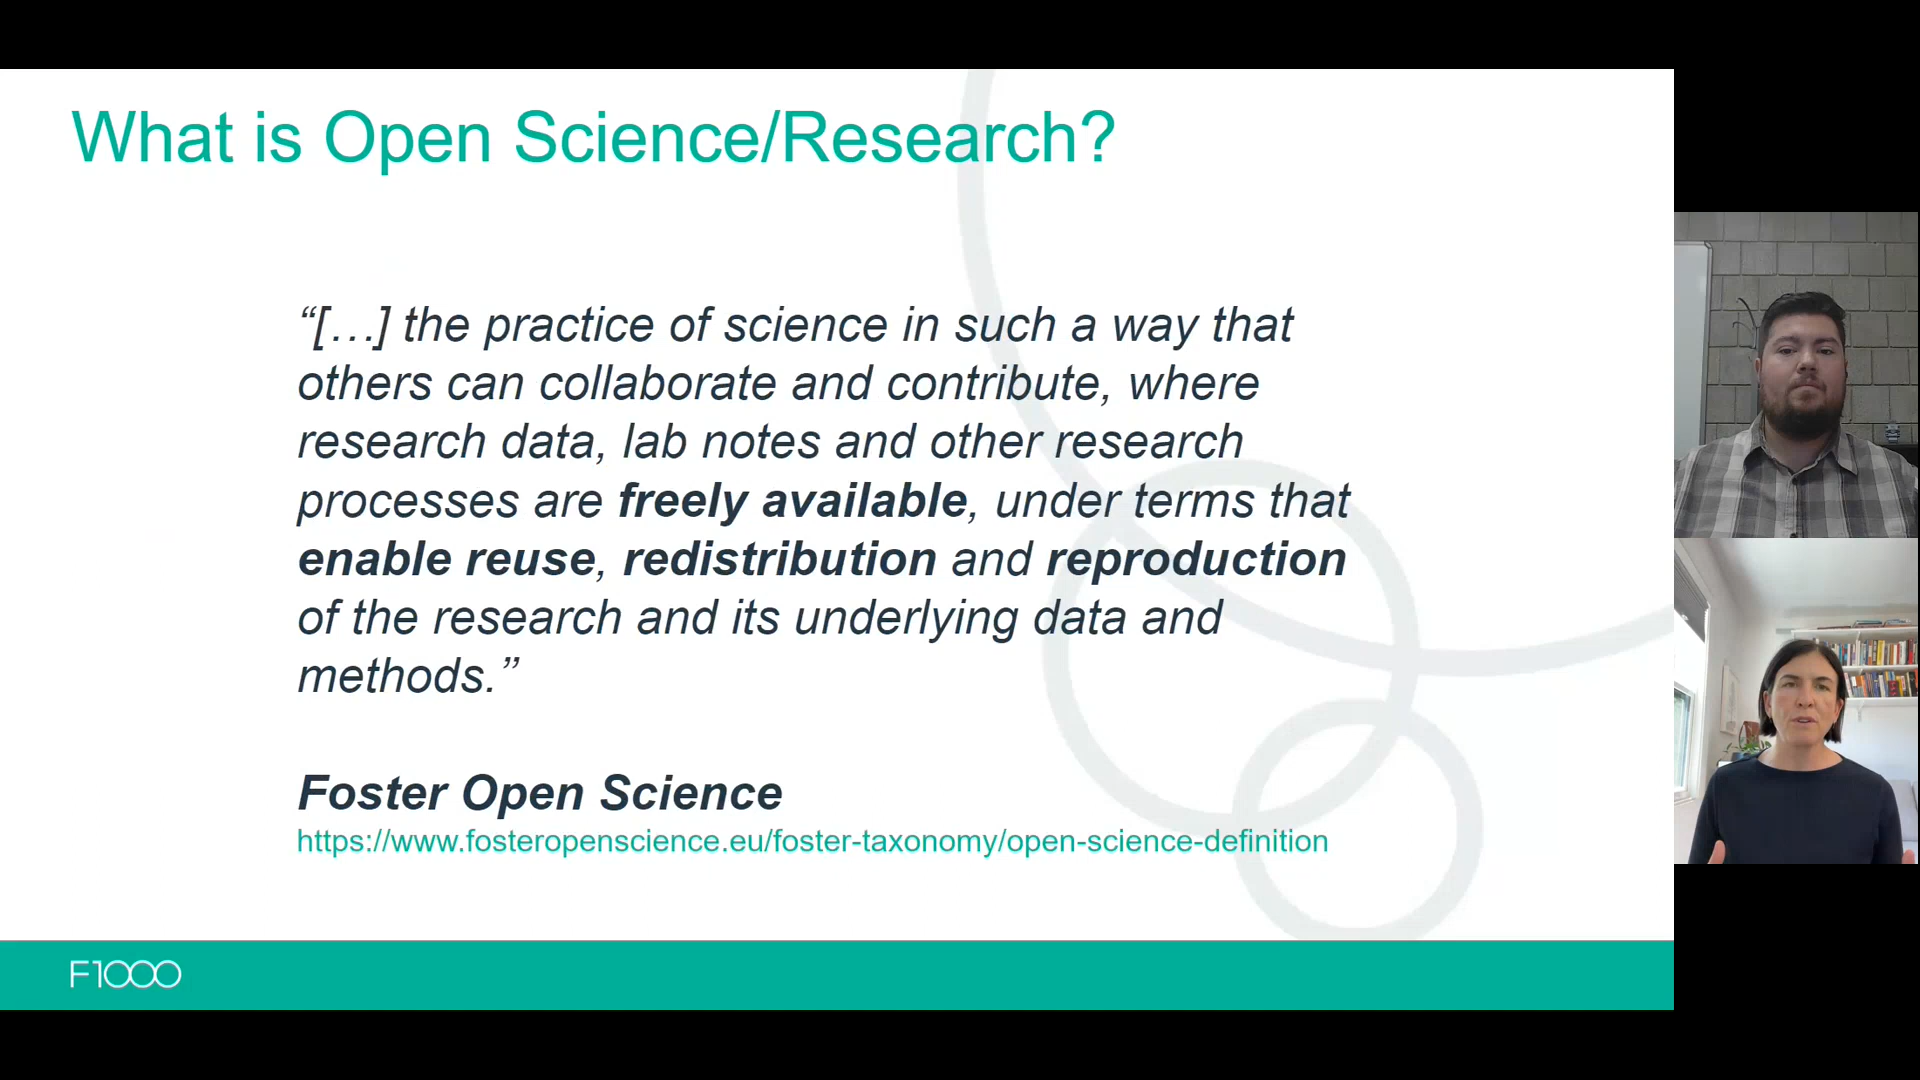 What is Open Science/Research?
“[…] the practice of science in such a way that
others can collaborate and contribute, where
research data, lab notes and other research
processes are freely available, under terms that
enable reuse, redistribution and reproduction
of the research and its underlying data and
methods.”
Foster Open Science
https://www.fosteropenscience.eu/foster-taxonomy/open-science-definition
F1000